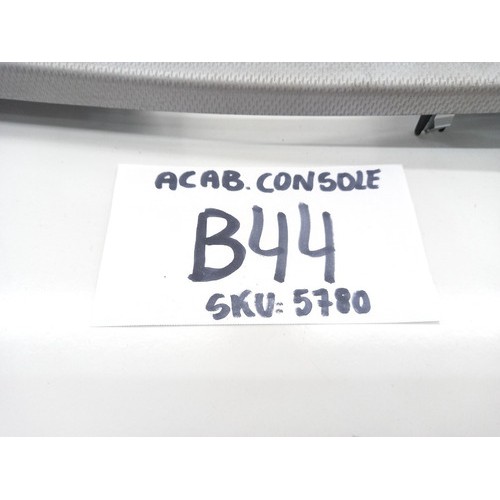 ACAB. CONSOLE
B44
SKU: 5780